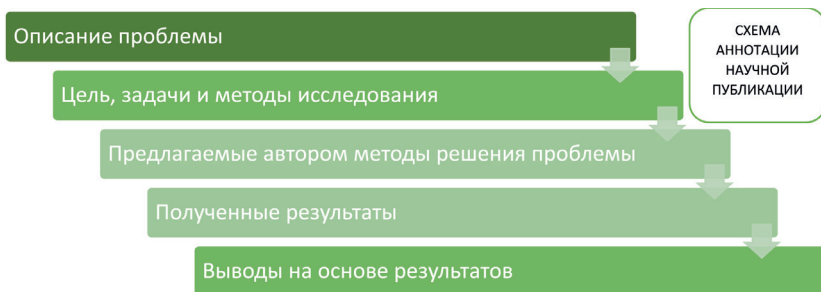 Описание проблемы
СХЕМА
АННОТАЦИИ
НАУЧНОЙ
ПУБЛИКАЦИИ
Цель, задачи и методы исследования
Предлагаемые автором методы решения проблемы
Полученные результаты
Выводы на основе результатов